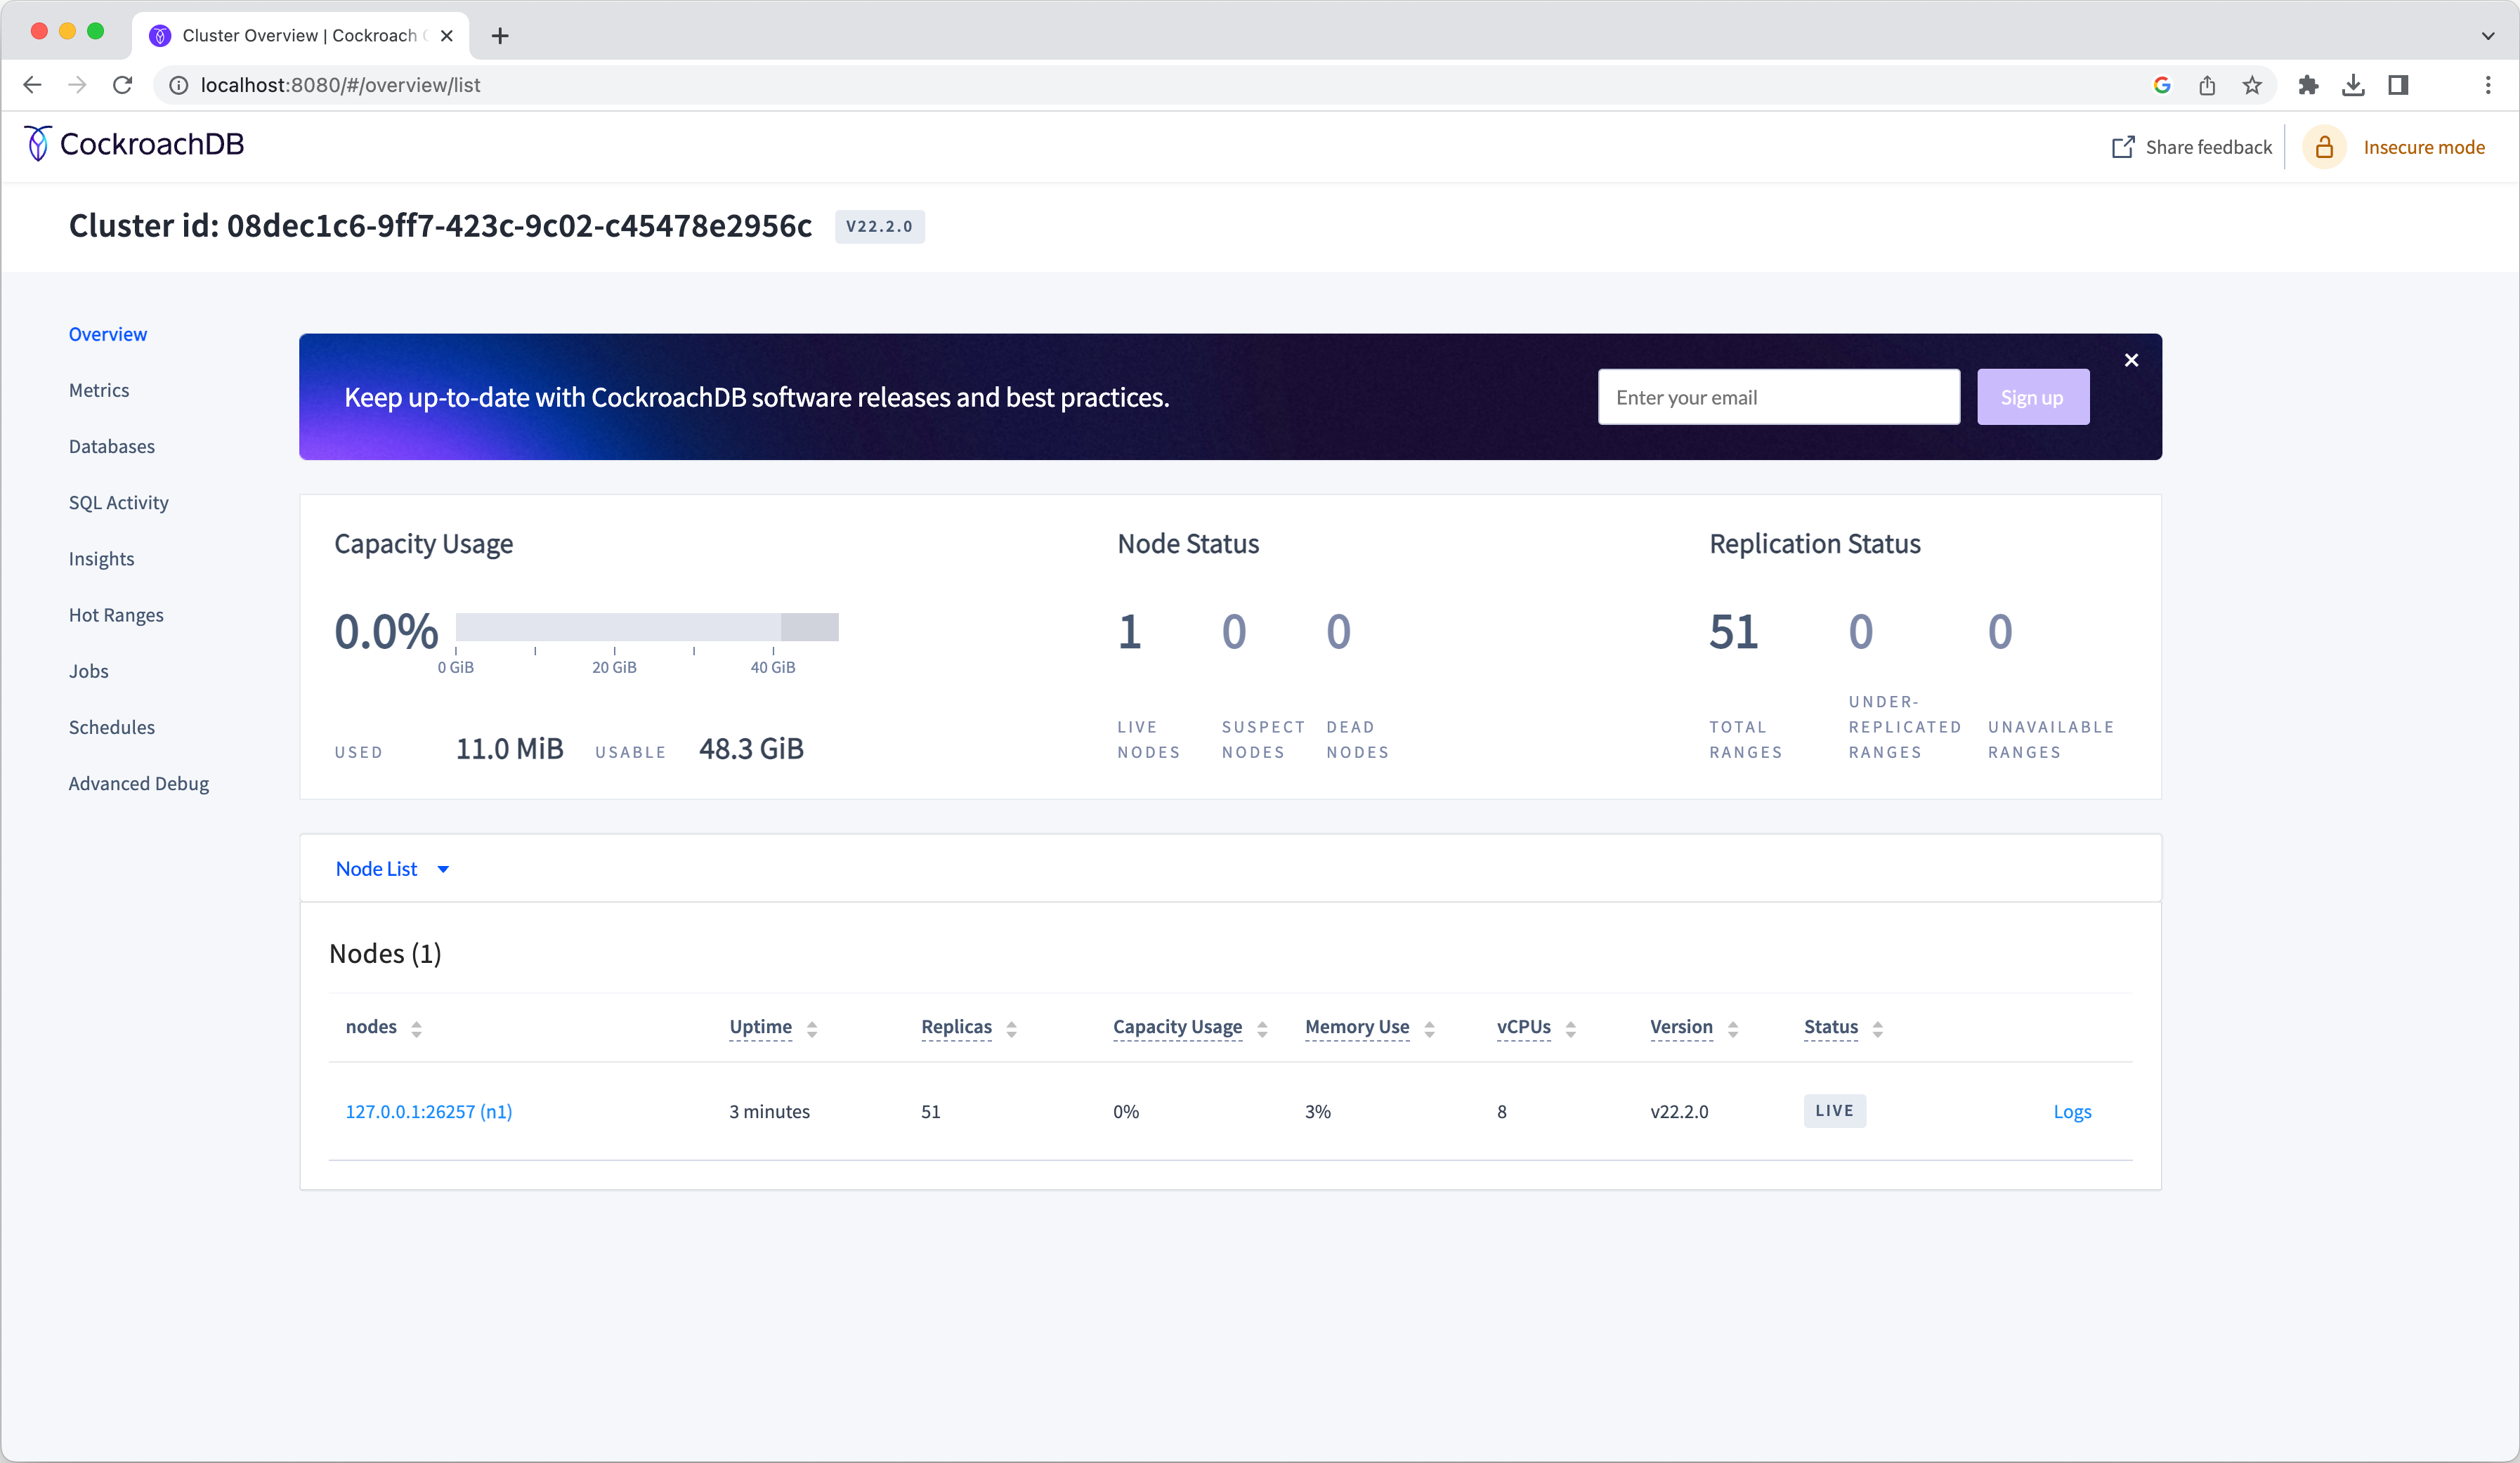 Cluster Overview | Cockroach
localhost:8080/#/overview/list
CockroachDB
Share feedback
Insecure mode
Cluster id: 08dec1c6-9ff7-423c-9c02-c45478e2956c
V22.2.0
Overview
Metrics
Databases
SQL Activity
Insights
Hot Ranges
Jobs
Schedules
Advanced Debug
Keep up-to-date with CockroachDB software releases and best practices.
Enter your email
Sign up
Capacity Usage
0.0%
0 GiB 20 GiB 40 GiB
USED 11.0 MiB USABLE 48.3 GiB
Node Status
1 0 0
LIVE NODES
SUSPECT NODES
DEAD NODES
Replication Status
51 0 0
TOTAL RANGES
UNDER-REPLICATED RANGES
UNAVAILABLE RANGES
Node List
Nodes (1)
nodes Uptime Replicas Capacity Usage Memory Use vCPUs Version Status
127.0.0.1:26257 (n1) 3 minutes 51 0% 3% 8 v22.2.0 LIVE Logs